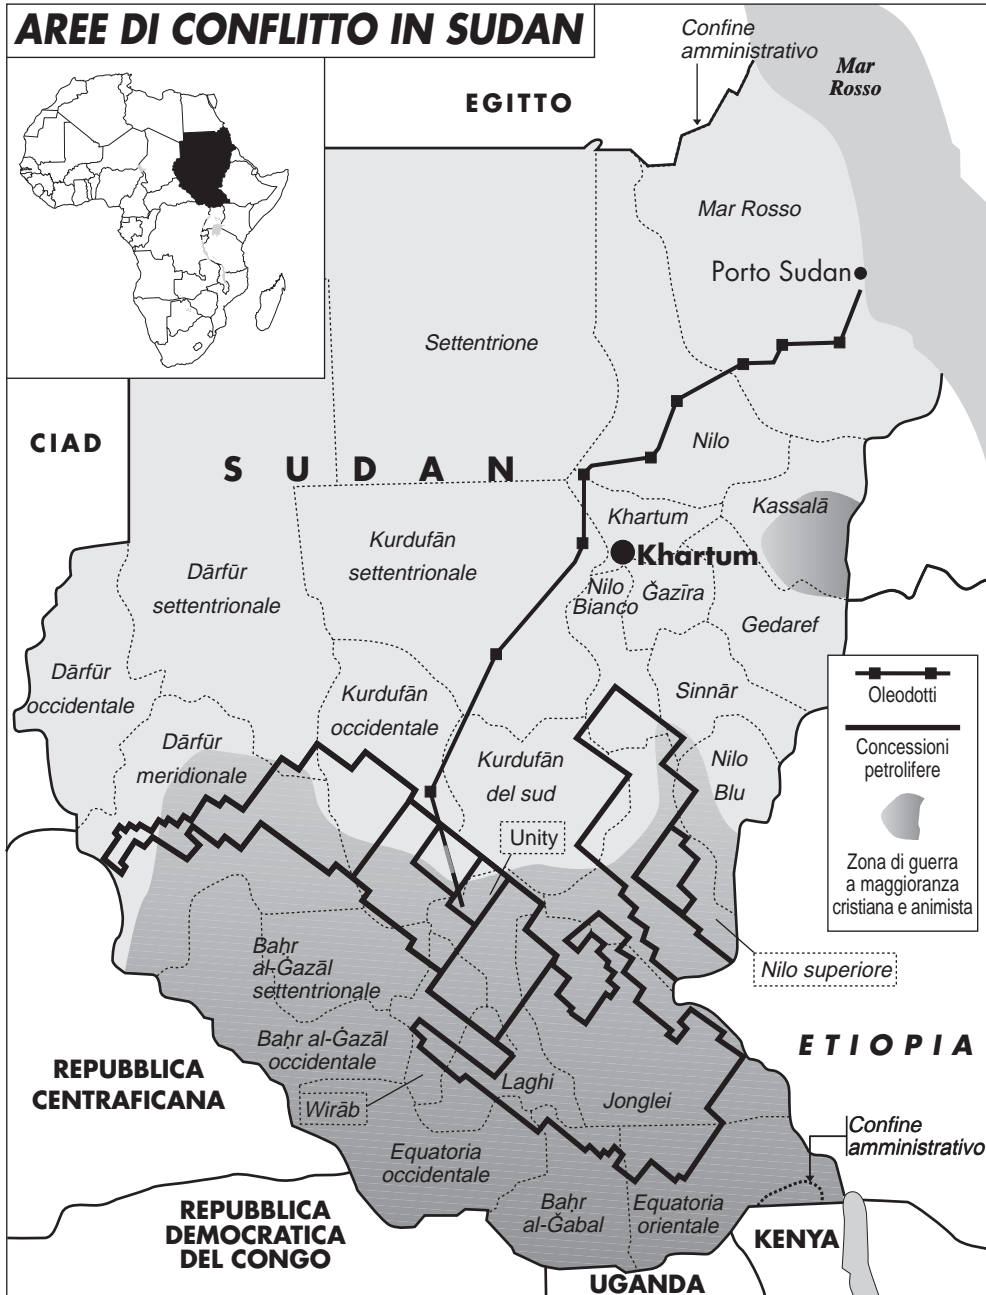 AREE DI CONFLITTO IN SUDAN
Confine
amministrativo
Mar
Rosso
EGITTO
Mar Rosso
Porto Sudan
Settentrione
CIAD
Nilo
SUDAN
Kassalā
Khartum
Kurdufān
settentrionale
Khartum
Dārfūr
settentrionale
Nilo
Bianco
Ǧazīra
Gedaref
Dārfūr
occidentale
Kurdufān
occidentale
Sinnār
Oleodotti
Dārfūr
meridionale
Kurdufān
del sud
Nilo
Blu
Concessioni
petrolifere
Unity
Zona di guerra
a maggioranza
cristiana e animista
Baḥr
al-Ġazāl
settentrionale
Nilo superiore
Baḥr al-Ġazāl
occidentale
ETIOPIA
REPUBBLICA
CENTRAFICANA
Laghi
Wirāb
Jonglei
Confine
amministrativo
Equatoria
occidentale
Baḥr
al-Ǧabal
Equatoria
orientale
REPUBBLICA
DEMOCRATICA
DEL CONGO
KENYA
UGANDA